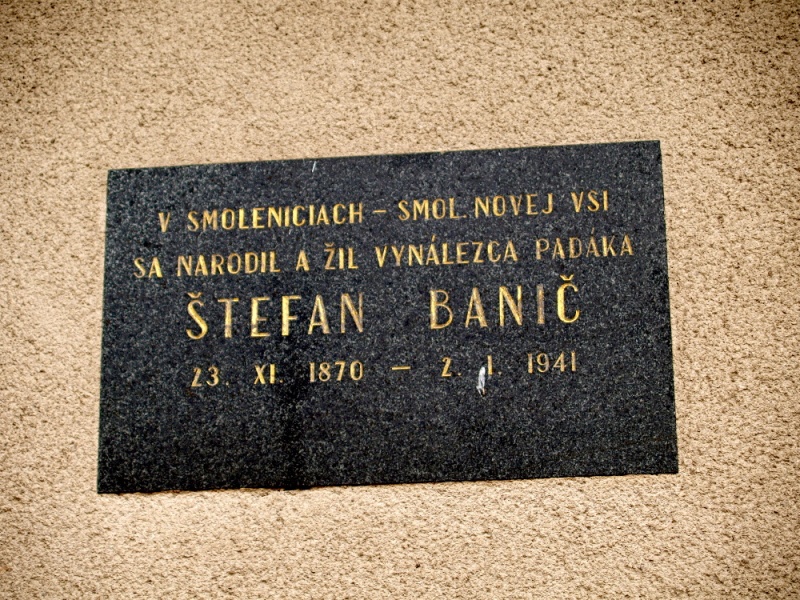 V SMOLENICIACH – SMOL. NOVEJ VSI
SA NARODIL A ŽIL VYNÁLEZCA PADÁKA
ŠTEFAN BANIČ
23. XI. 1870 – 2. I. 1941